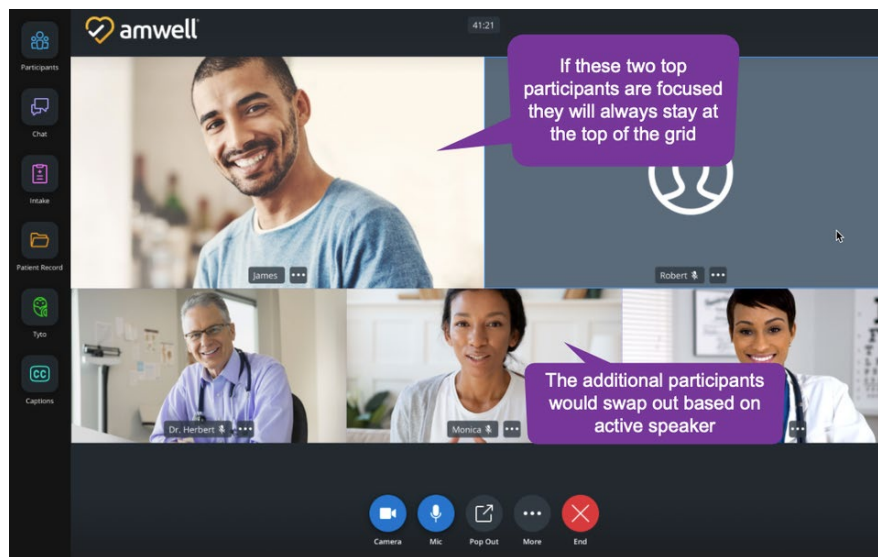 amwell
41:21
Participants
Chat
Intake
Patient Record
Tyto
CC
Captions
If these two top
participants are focused
they will always stay at
the top of the grid
James
Robert
Dr. Herbert
Monica
The additional participants
would swap out based on
active speaker
Camera
Mic
Pop Out
More
End